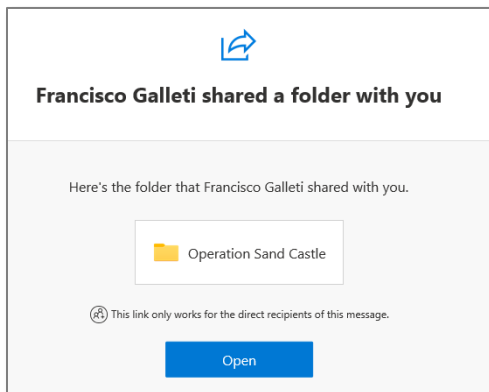 Francisco Galleti shared a folder with you
Here's the folder that Francisco Galleti shared with you.
Operation Sand Castle
This link only works for the direct recipients of this message.
Open